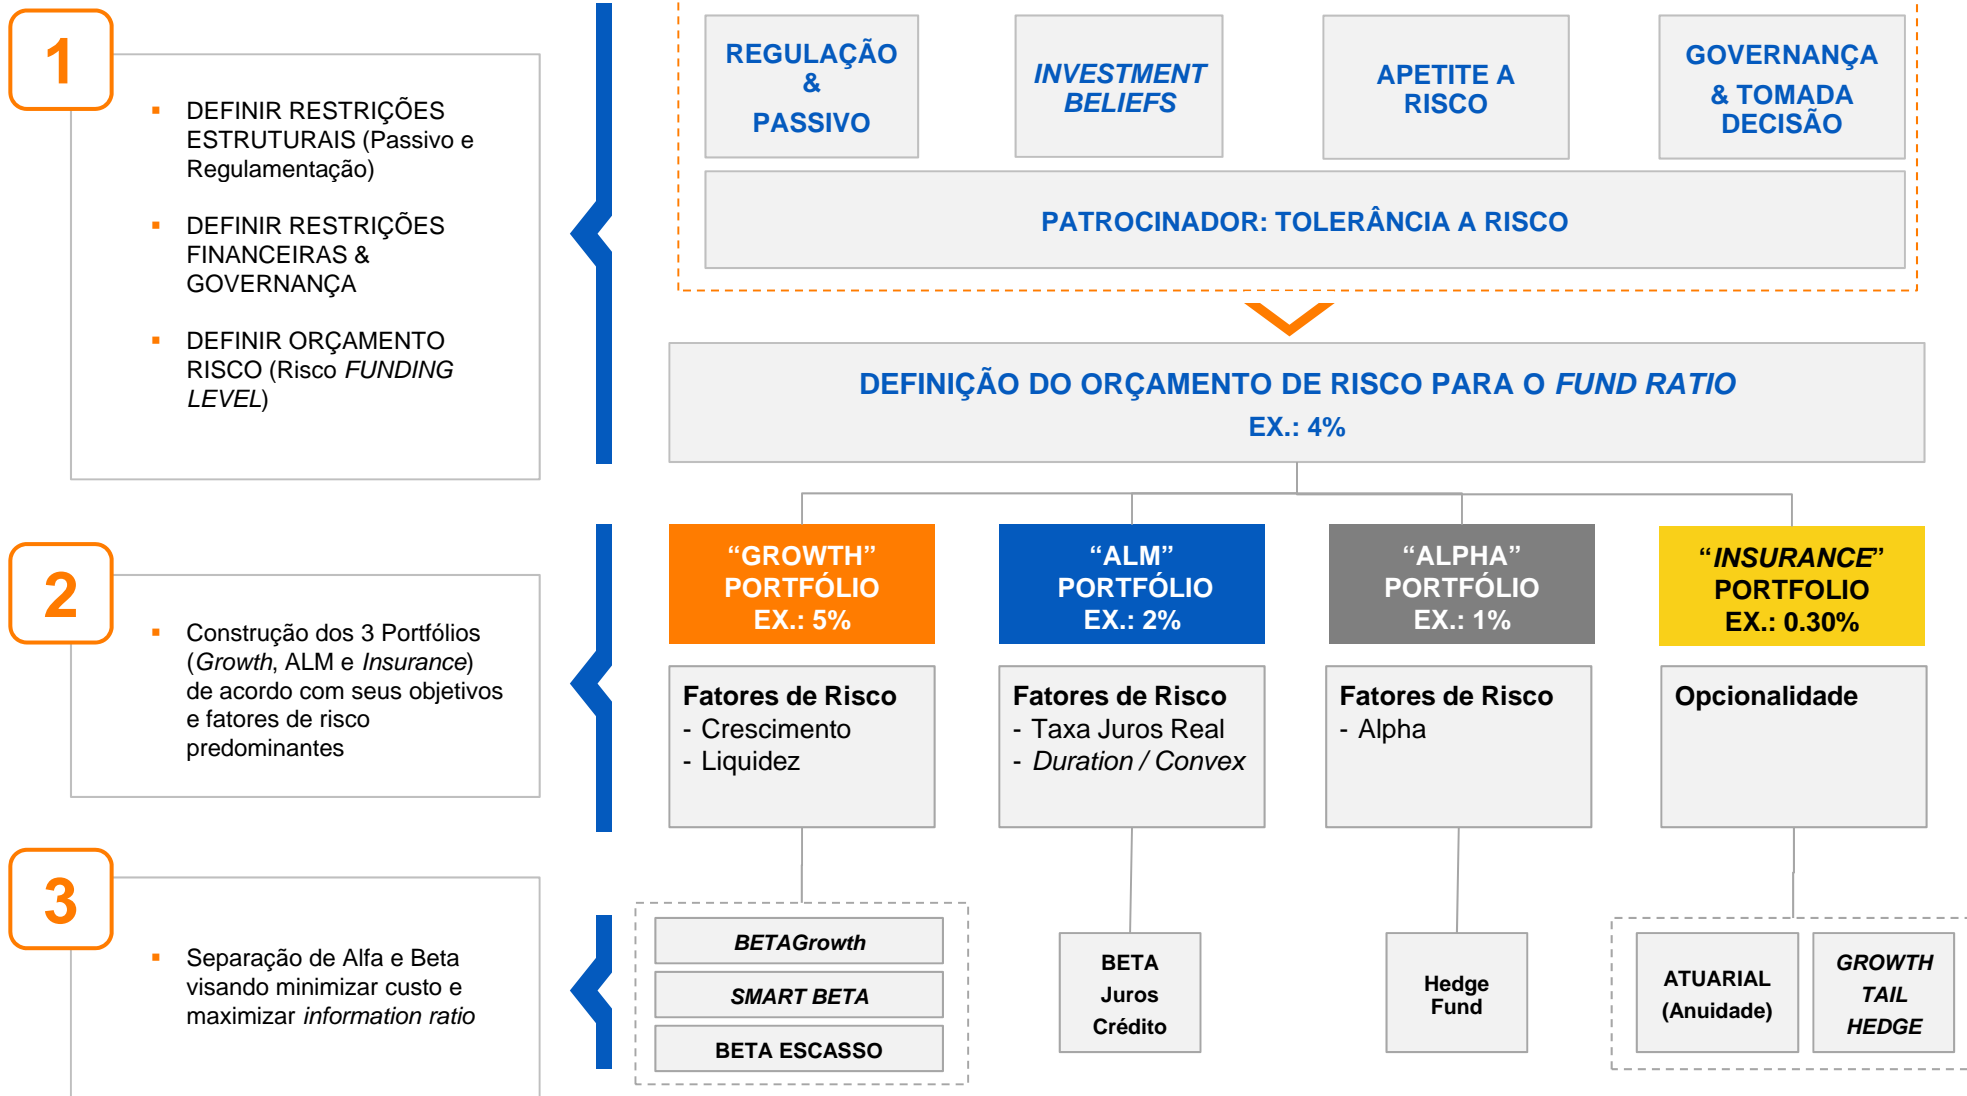 1
DEFINIR RESTRIÇÕES
ESTRUTURAIS (Passivo e
Regulamentação)
DEFINIR RESTRIÇÕES
FINANCEIRAS &
GOVERNANÇA
DEFINIR ORÇAMENTO
RISCO (Risco FUNDING
LEVEL)
REGULAÇÃO
&
PASSIVO
INVESTMENT
BELIEFS
APETITE A
RISCO
GOVERNANÇA
& TOMADA
DECISÃO
PATROCINADOR: TOLERÂNCIA A RISCO
DEFINIÇÃO DO ORÇAMENTO DE RISCO PARA O FUND RATIO
EX.: 4%
2
Construção dos 3 Portfólios
(Growth, ALM e Insurance)
de acordo com seus objetivos
e fatores de risco
predominantes
“GROWTH”
PORTFÓLIO
EX.: 5%
“ALM”
PORTFÓLIO
EX.: 2%
“ALPHA”
PORTFÓLIO
EX.: 1%
“INSURANCE”
PORTFOLIO
EX.: 0.30%
Fatores de Risco
- Crescimento
- Liquidez
Fatores de Risco
- Taxa Juros Real
- Duration / Convex
Fatores de Risco
- Alpha
Opcionalidade
3
Separação de Alfa e Beta
visando minimizar custo e
maximizar information ratio
BETAGrowth
SMART BETA
BETA ESCASSO
BETA
Juros
Crédito
Hedge
Fund
ATUARIAL
(Anuidade)
GROWTH
TAIL
HEDGE